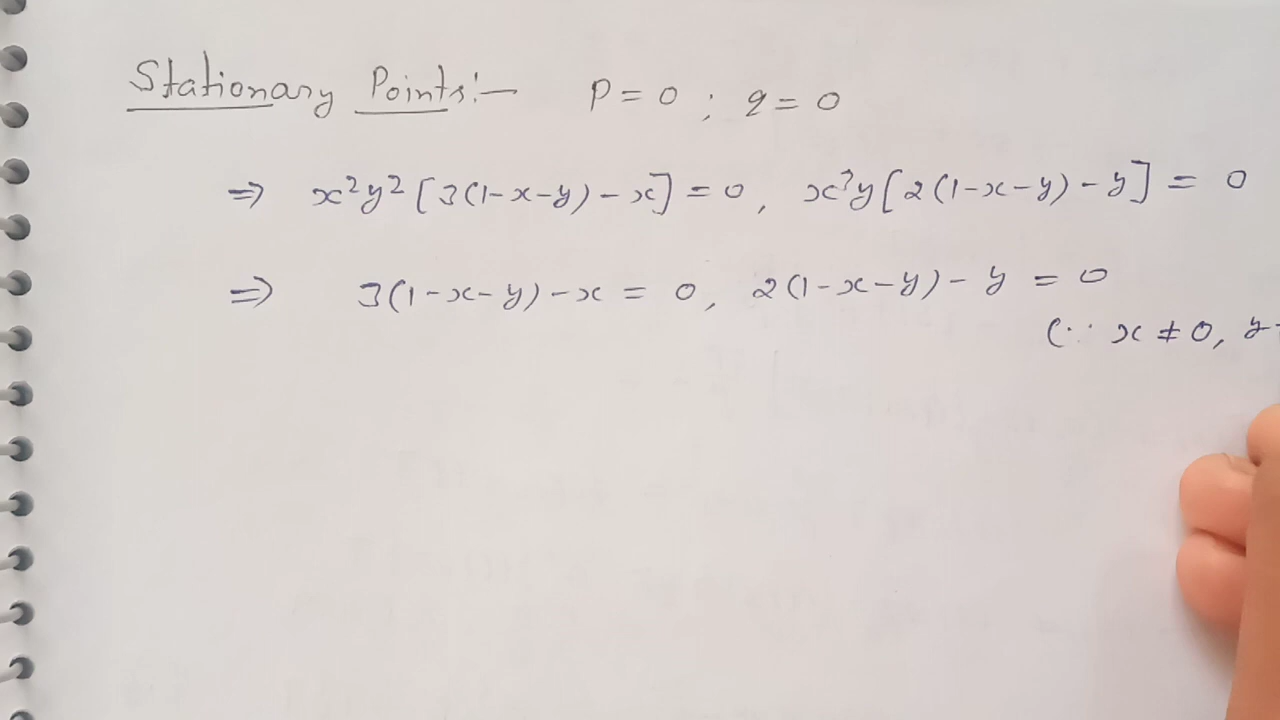 Stationary Points:- p = 0 ; q = 0
⇒ x²y²[3(1-x-y)-x] = 0, x³y[2(1-x-y)-y] = 0
⇒ 3(1-x-y)-x = 0, 2(1-x-y)-y = 0
(∵ x ≠ 0, y